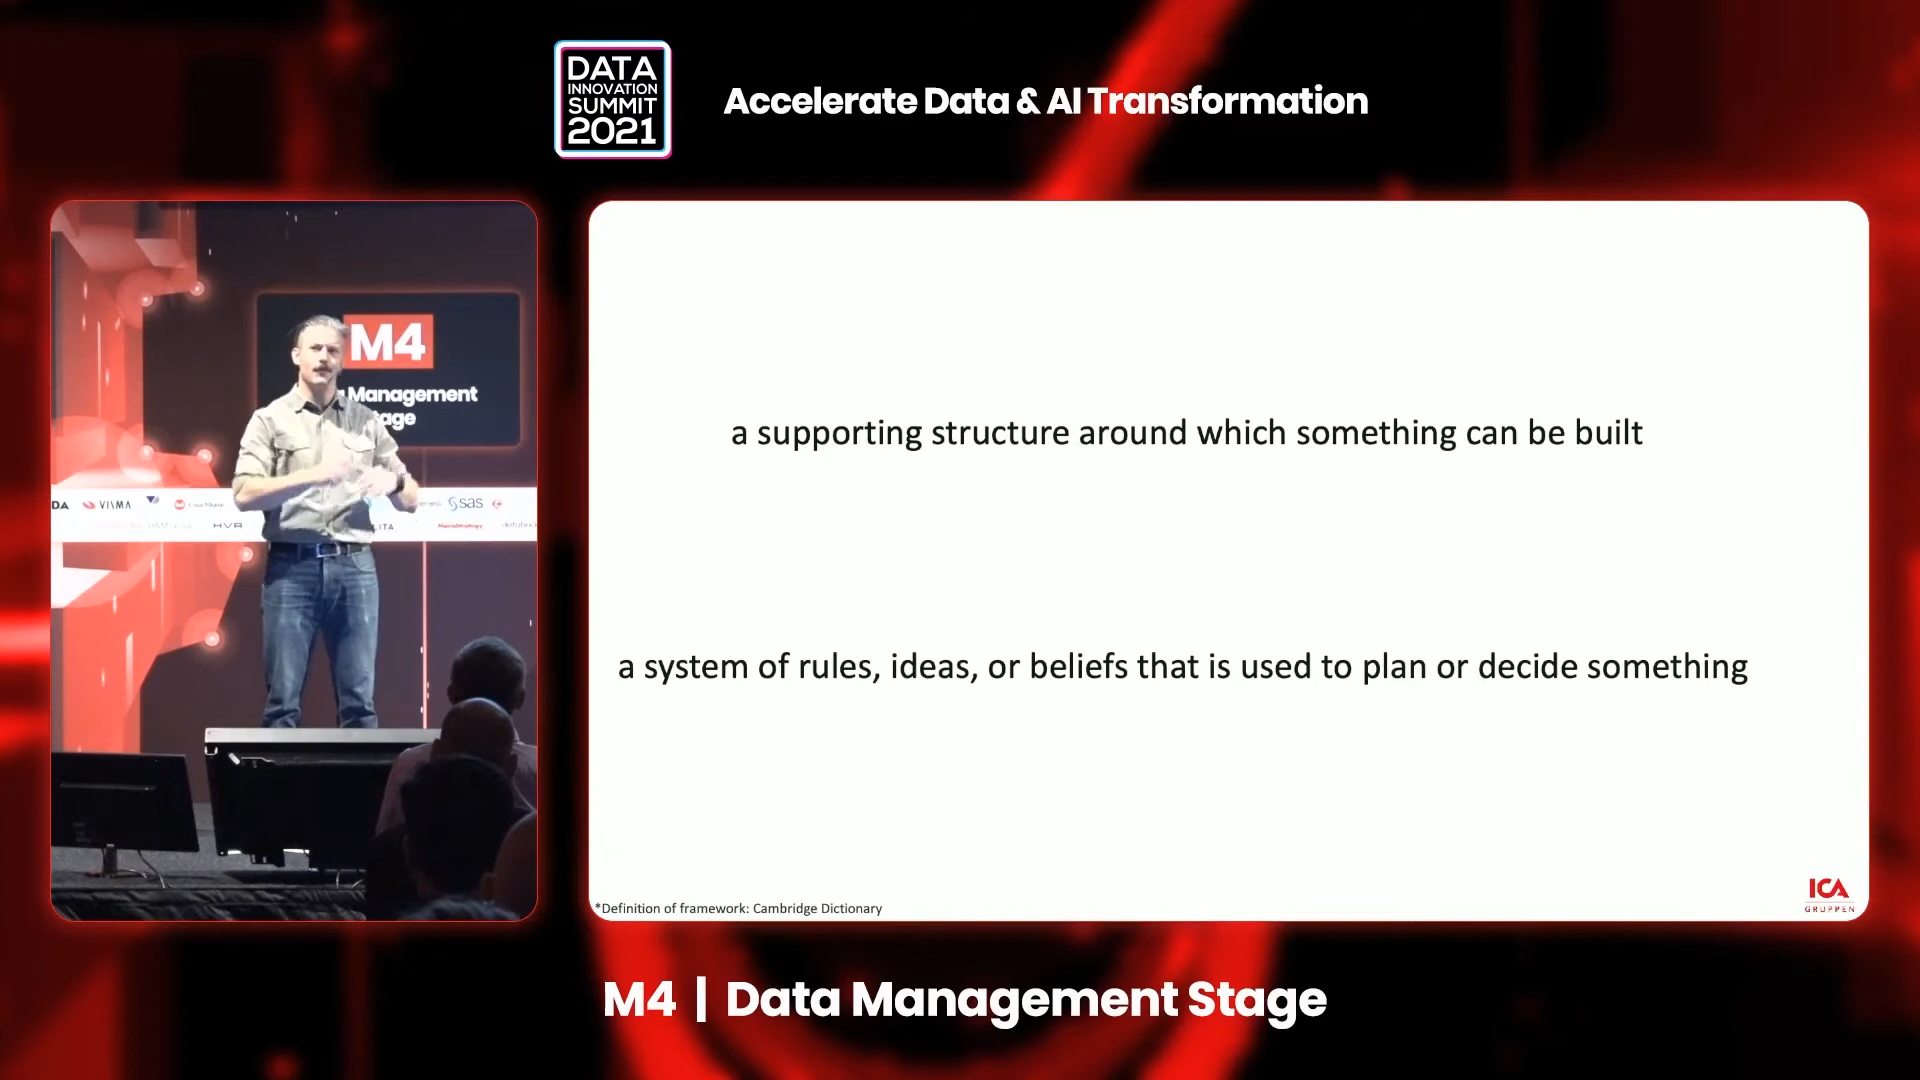 DATA
INNOVATION
SUMMIT
2021
Accelerate Data & AI Transformation
M4
Management
tage
DA
VISMA
sas
HVR
a supporting structure around which something can be built
a system of rules, ideas, or beliefs that is used to plan or decide something
*Definition of framework: Cambridge Dictionary
ICA
GRUPPEN
M4 | Data Management Stage